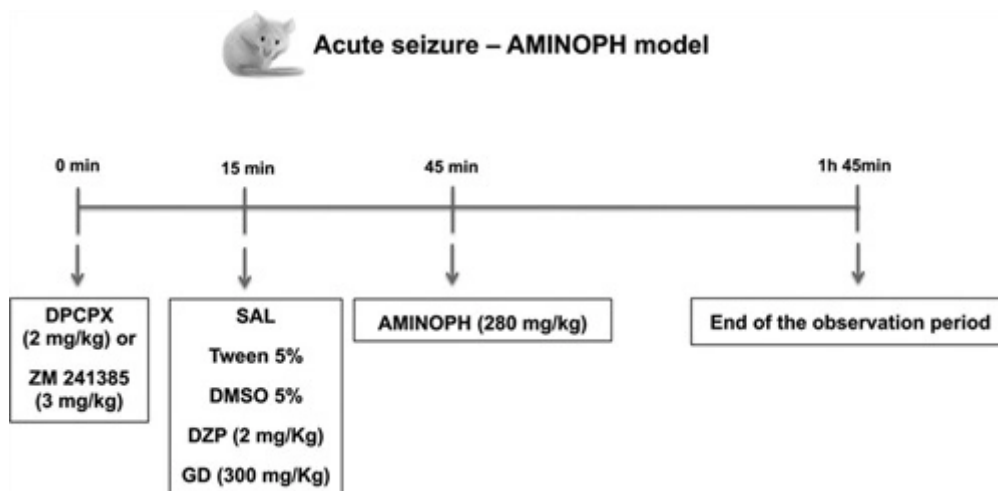 Acute seizure – AMINOPH model
0 min
15 min
45 min
1h 45min
DPCPX
(2 mg/kg) or
ZM 241385
(3 mg/kg)
SAL
Tween 5%
DMSO 5%
DZP (2 mg/Kg)
GD (300 mg/Kg)
AMINOPH (280 mg/kg)
End of the observation period